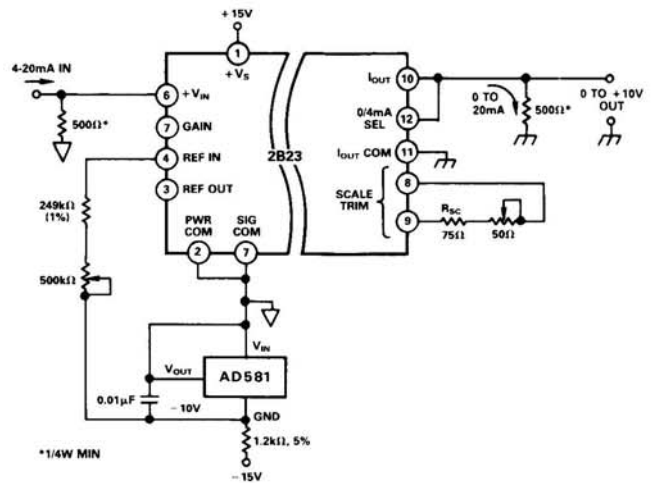 +15V
1
+VS
4-20mA IN
6 +VIN
500Ω*
7 GAIN
4 REF IN
3 REF OUT
2B23
249kΩ
(1%)
500kΩ
PWR
COM
2
SIG
COM
7
IOUT 10
0/4mA
SEL 12
IOUT COM 11
SCALE
TRIM
8
9
RSC
75Ω
50Ω
0 TO
20mA
500Ω*
0 TO +10V
OUT
VIN
VOUT
AD581
0.01µF
-10V
GND
1.2kΩ, 5%
-15V
*1/4W MIN